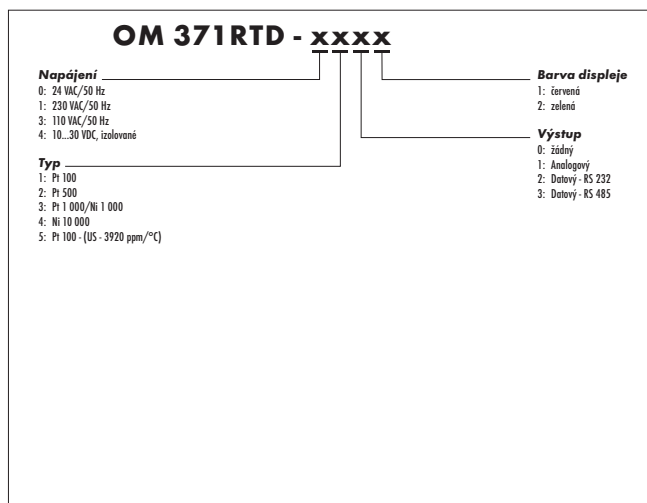 OM 371RTD - xxxx
Napájení
0: 24 VAC/50 Hz
1: 230 VAC/50 Hz
3: 110 VAC/50 Hz
4: 10...30 VDC, izolované
Typ
1: Pt 100
2: Pt 500
3: Pt 1 000/Ni 1 000
4: Ni 10 000
5: Pt 100 - (US - 3920 ppm/°C)
Barva displeje
1: červená
2: zelená
Výstup
0: žádný
1: Analogový
2: Datový - RS 232
3: Datový - RS 485